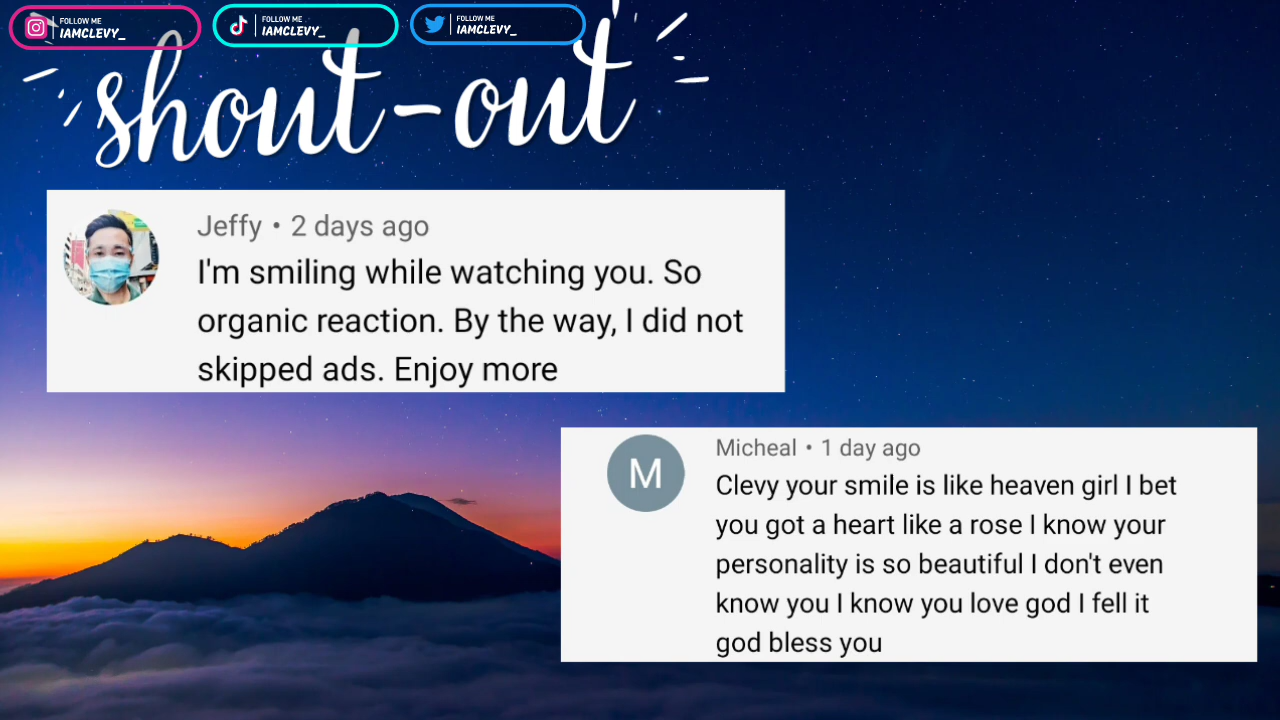 FOLLOW ME
IAMCLEVY_
FOLLOW ME
IAMCLEVY_
FOLLOW ME
IAMCLEVY_
shout-out
Jeffy • 2 days ago
I'm smiling while watching you. So
organic reaction. By the way, I did not
skipped ads. Enjoy more
M
Micheal • 1 day ago
Clevy your smile is like heaven girl I bet
you got a heart like a rose I know your
personality is so beautiful I don't even
know you I know you love god I fell it
god bless you